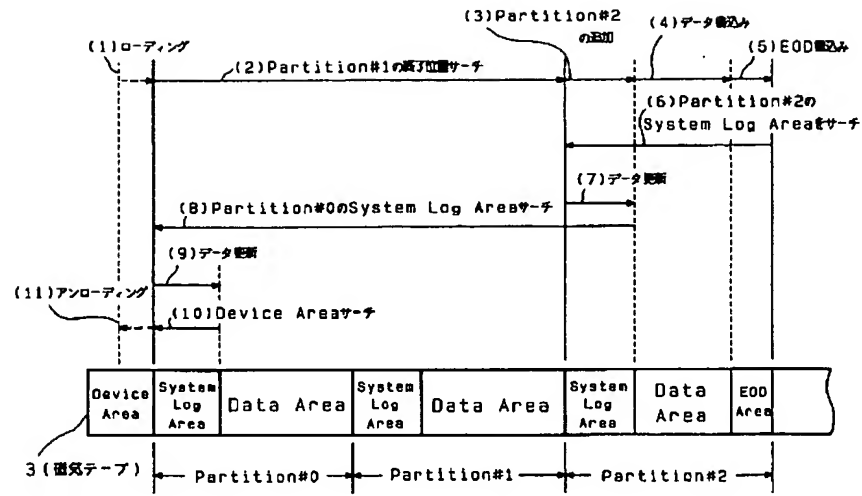 (1)ローディング
(2)Partition#1の終了位置サーチ
(3)Partition#2
の追加
(4)データ書込み
(5)EOD書込み
(6)Partition#2の
System Log Areaをサーチ
(7)データ更新
(8)Partition#0のSystem Log Areaサーチ
(9)データ更新
(10)Device Areaサーチ
(11)アンローディング
Device Area
System Log Area
Data Area
System Log Area
Data Area
System Log Area
Data Area
EOD Area
3(磁気テープ)
Partition#0
Partition#1
Partition#2